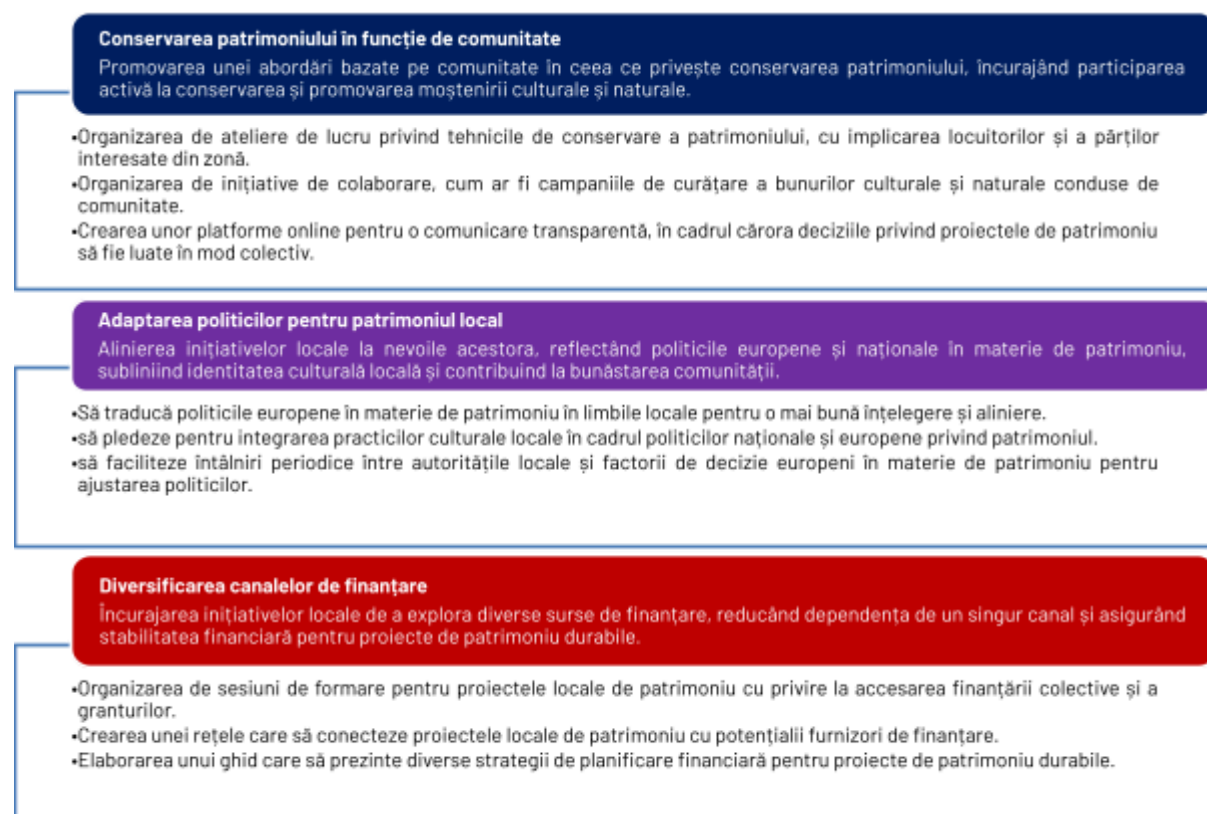 Conservarea patrimoniului în funcție de comunitate
Promovarea unei abordări bazate pe comunitate în ceea ce privește conservarea patrimoniului, încurajând participarea
activă la conservarea și promovarea moștenirii culturale și naturale.
•Organizarea de ateliere de lucru privind tehnicile de conservare a patrimoniului, cu implicarea locuitorilor și a părților
interesate din zonă.
•Organizarea de inițiative de colaborare, cum ar fi campaniile de curățare a bunurilor culturale și naturale conduse de
comunitate.
•Crearea unor platforme online pentru o comunicare transparentă, în cadrul cărora deciziile privind proiectele de patrimoniu
să fie luate în mod colectiv.
Adaptarea politicilor pentru patrimoniul local
Alinierea inițiativelor locale la nevoile acestora, reflectând politicile europene și naționale în materie de patrimoniu,
subliniind identitatea culturală locală și contribuind la bunăstarea comunității.
•Să traducă politicile europene în materie de patrimoniu în limbile locale pentru o mai bună înțelegere și aliniere.
•să pledeze pentru integrarea practicilor culturale locale în cadrul politicilor naționale și europene privind patrimoniul.
•să faciliteze întâlniri periodice între autoritățile locale și factorii de decizie europeni în materie de patrimoniu pentru
ajustarea politicilor.
Diversificarea canalelor de finanțare
Încurajarea inițiativelor locale de a explora diverse surse de finanțare, reducând dependența de un singur canal și asigurând
stabilitatea financiară pentru proiecte de patrimoniu durabile.
•Organizarea de sesiuni de formare pentru proiectele locale de patrimoniu cu privire la accesarea finanțării colective și a
granturilor.
•Crearea unei rețele care să conecteze proiectele locale de patrimoniu cu potențialii furnizori de finanțare.
•Elaborarea unui ghid care să prezinte diverse strategii de planificare financiară pentru proiecte de patrimoniu durabile.